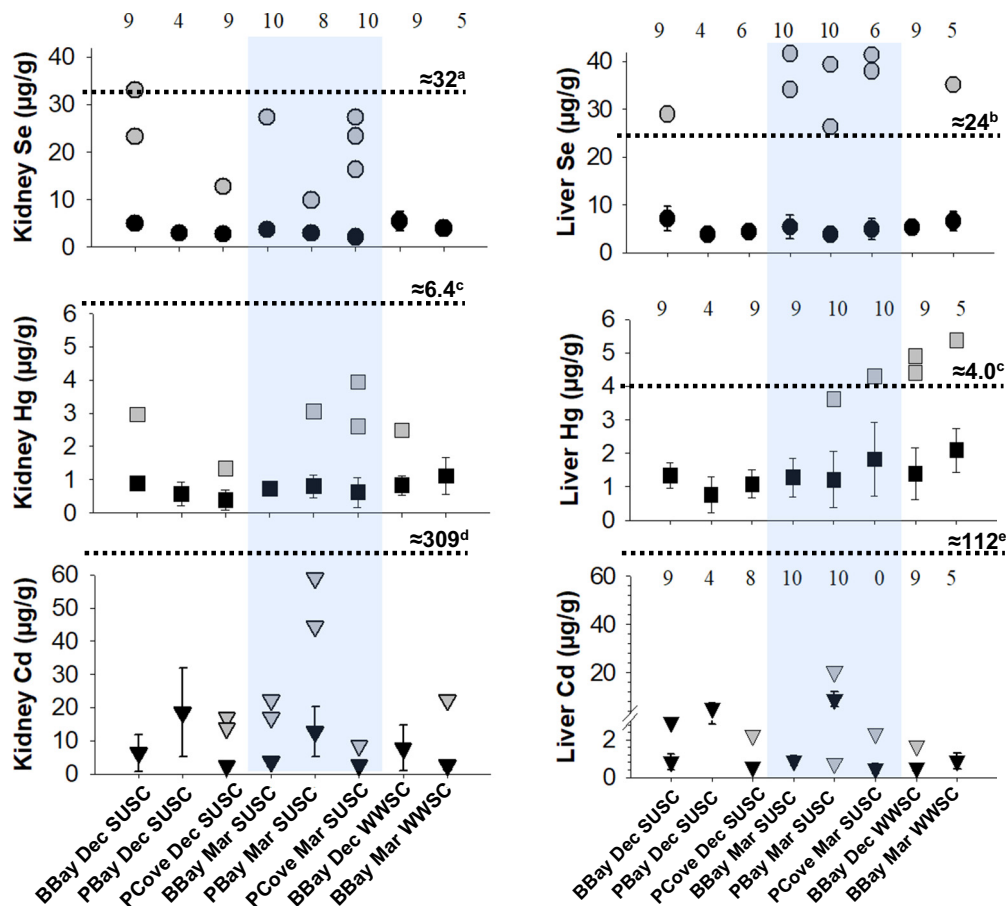 9 4 9 10 8 10 9 5
Kidney Se (µg/g)
40
30
20
10
0
≈32ᵃ
Kidney Hg (µg/g)
6
5
4
3
2
1
0
≈6.4ᶜ
Kidney Cd (µg/g)
60
50
40
30
20
10
0
≈309ᵈ
BBay Dec SUSC
PBay Dec SUSC
PCove Dec SUSC
BBay Mar SUSC
PBay Mar SUSC
PCove Mar SUSC
BBay Dec WWSC
BBay Mar WWSC
9 4 6 10 10 6 9 5
Liver Se (µg/g)
40
30
20
10
0
≈24ᵇ
9 4 9 9 10 10 9 5
Liver Hg (µg/g)
6
5
4
3
2
1
0
≈4.0ᶜ
≈112ᵉ
9 4 8 10 10 0 9 5
Liver Cd (µg/g)
60
40
20
2
0
BBay Dec SUSC
PBay Dec SUSC
PCove Dec SUSC
BBay Mar SUSC
PBay Mar SUSC
PCove Mar SUSC
BBay Dec WWSC
BBay Mar WWSC